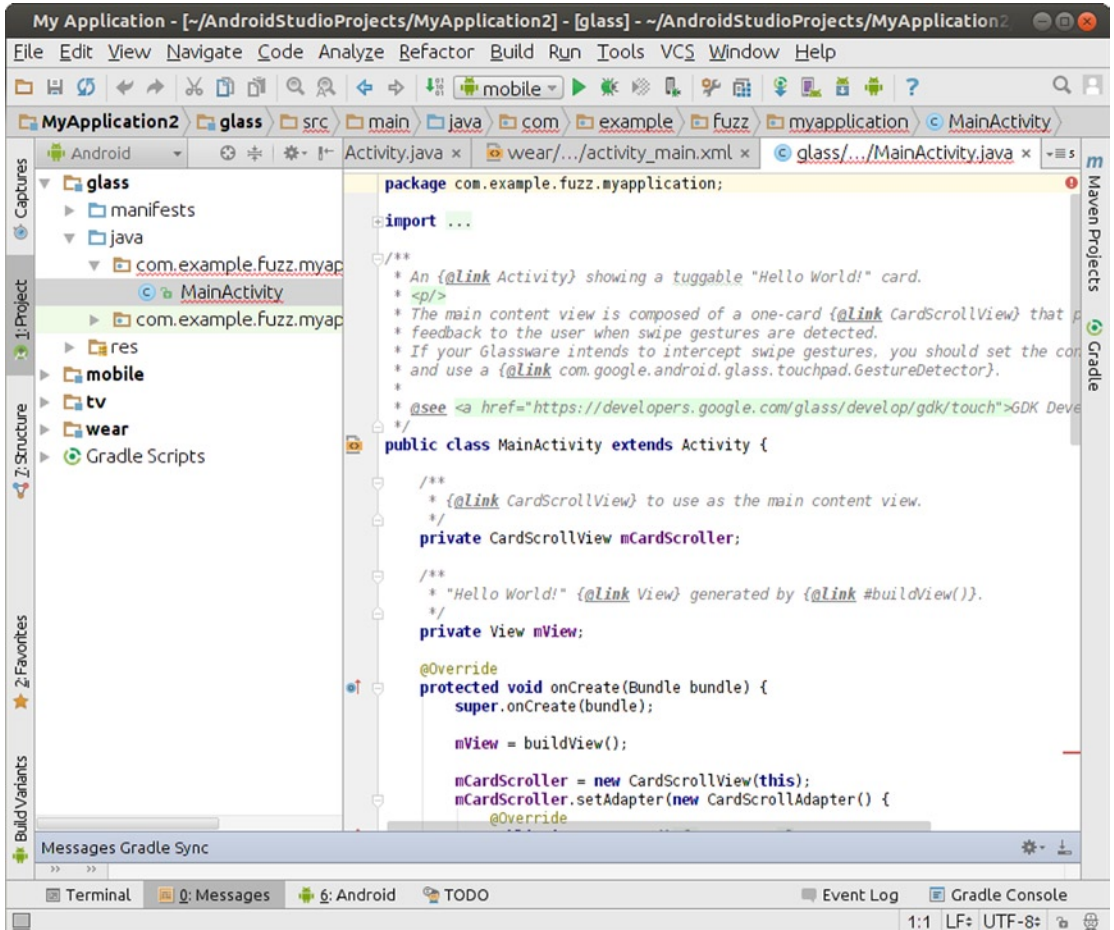 My Application - [~/AndroidStudioProjects/MyApplication2] - [glass] - ~/AndroidStudioProjects/MyApplication2
File Edit View Navigate Code Analyze Refactor Build Run Tools VCS Window Help
mobile
MyApplication2 glass src main java com example fuzz myapplication MainActivity
Android
Activity.java
wear/.../activity_main.xml
glass/.../MainActivity.java
Captures
1: Project
7: Structure
2: Favorites
Build Variants
glass
manifests
java
com.example.fuzz.myap
MainActivity
com.example.fuzz.myap
res
mobile
tv
wear
Gradle Scripts
package com.example.fuzz.myapplication;
import ...
/**
* An {@link Activity} showing a tuggable "Hello World!" card.
* <p/>
* The main content view is composed of a one-card {@link CardScrollView} that p
feedback to the user when swipe gestures are detected.
* If your Glassware intends to intercept swipe gestures, you should set the con
* and use a {@link com.google.android.glass.touchpad.GestureDetector}.
*
* @see <a href="https://developers.google.com/glass/develop/gdk/touch">GDK Deve
*/
public class MainActivity extends Activity {
/**
* {@link CardScrollView} to use as the main content view.
*/
private CardScrollView mCardScroller;
/**
* "Hello World!" {@link View} generated by {@link #buildView()}.
*/
private View mView;
@Override
protected void onCreate(Bundle bundle) {
super.onCreate(bundle);
mView = buildView();
mCardScroller = new CardScrollView(this);
mCardScroller.setAdapter(new CardScrollAdapter() {
@Override
Maven Projects
Gradle
Messages Gradle Sync
Terminal 0: Messages 6: Android TODO Event Log Gradle Console
1:1 LF UTF-8